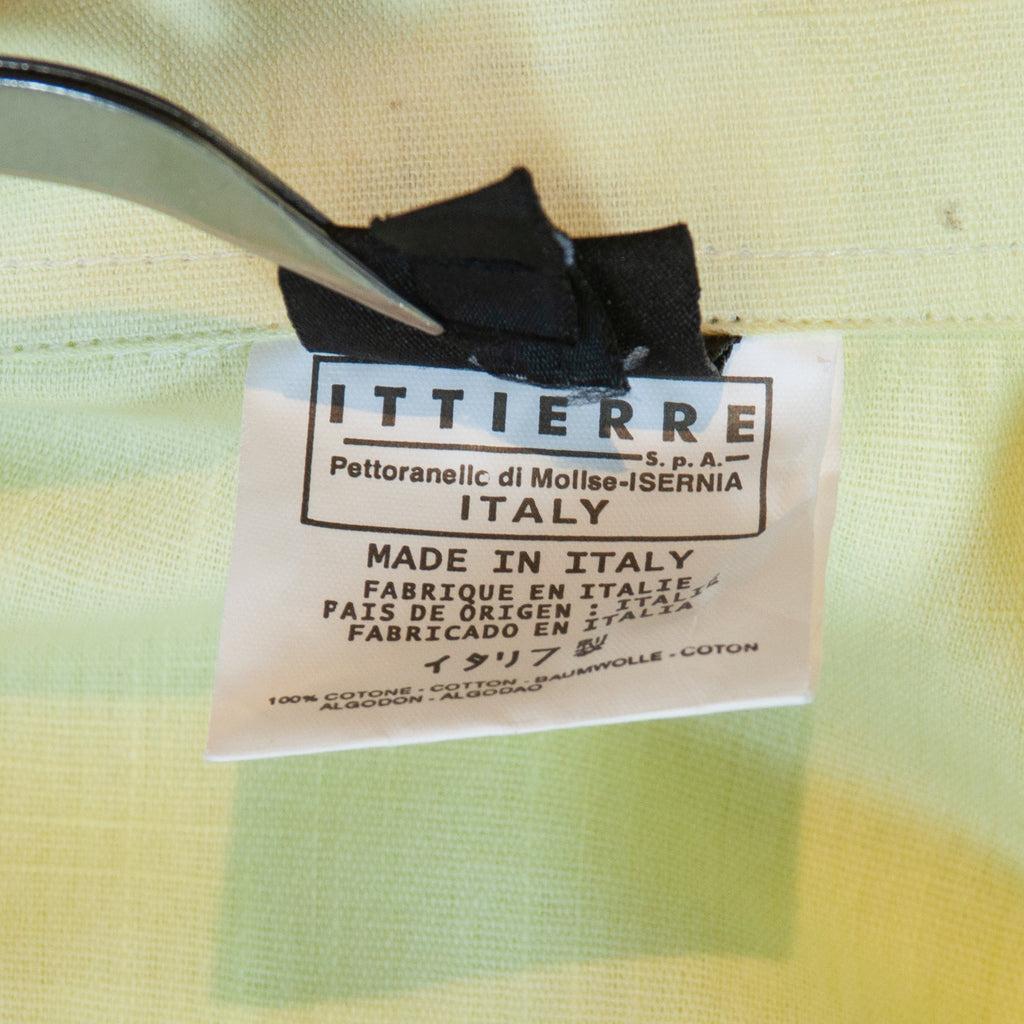 ITTIERRE
S.p.A.
Pettoranello di Mollse-ISERNIA
ITALY
MADE IN ITALY
FABRIQUE EN ITALIE
PAIS DE ORIGEN : ITALIA
FABRICADO EN ITALIA
イタリア製
100% COTONE - COTTON - BAUMWOLLE - COTON
ALGODON - ALGODAO